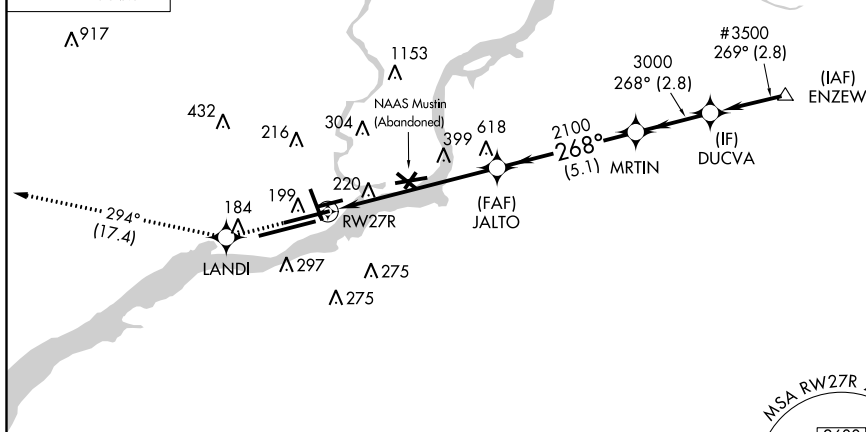 917
1153
#3500
269° (2.8)
3000
268° (2.8)
(IAF)
ENZEW
NAAS Mustin
(Abandoned)
432
216
304
399
618
2100
268°
(5.1)
MRTIN
(IF)
DUCVA
199
220
184
RW27R
(FAF)
JALTO
294°
(17.4)
LANDI
297
275
275
MSA RW27R